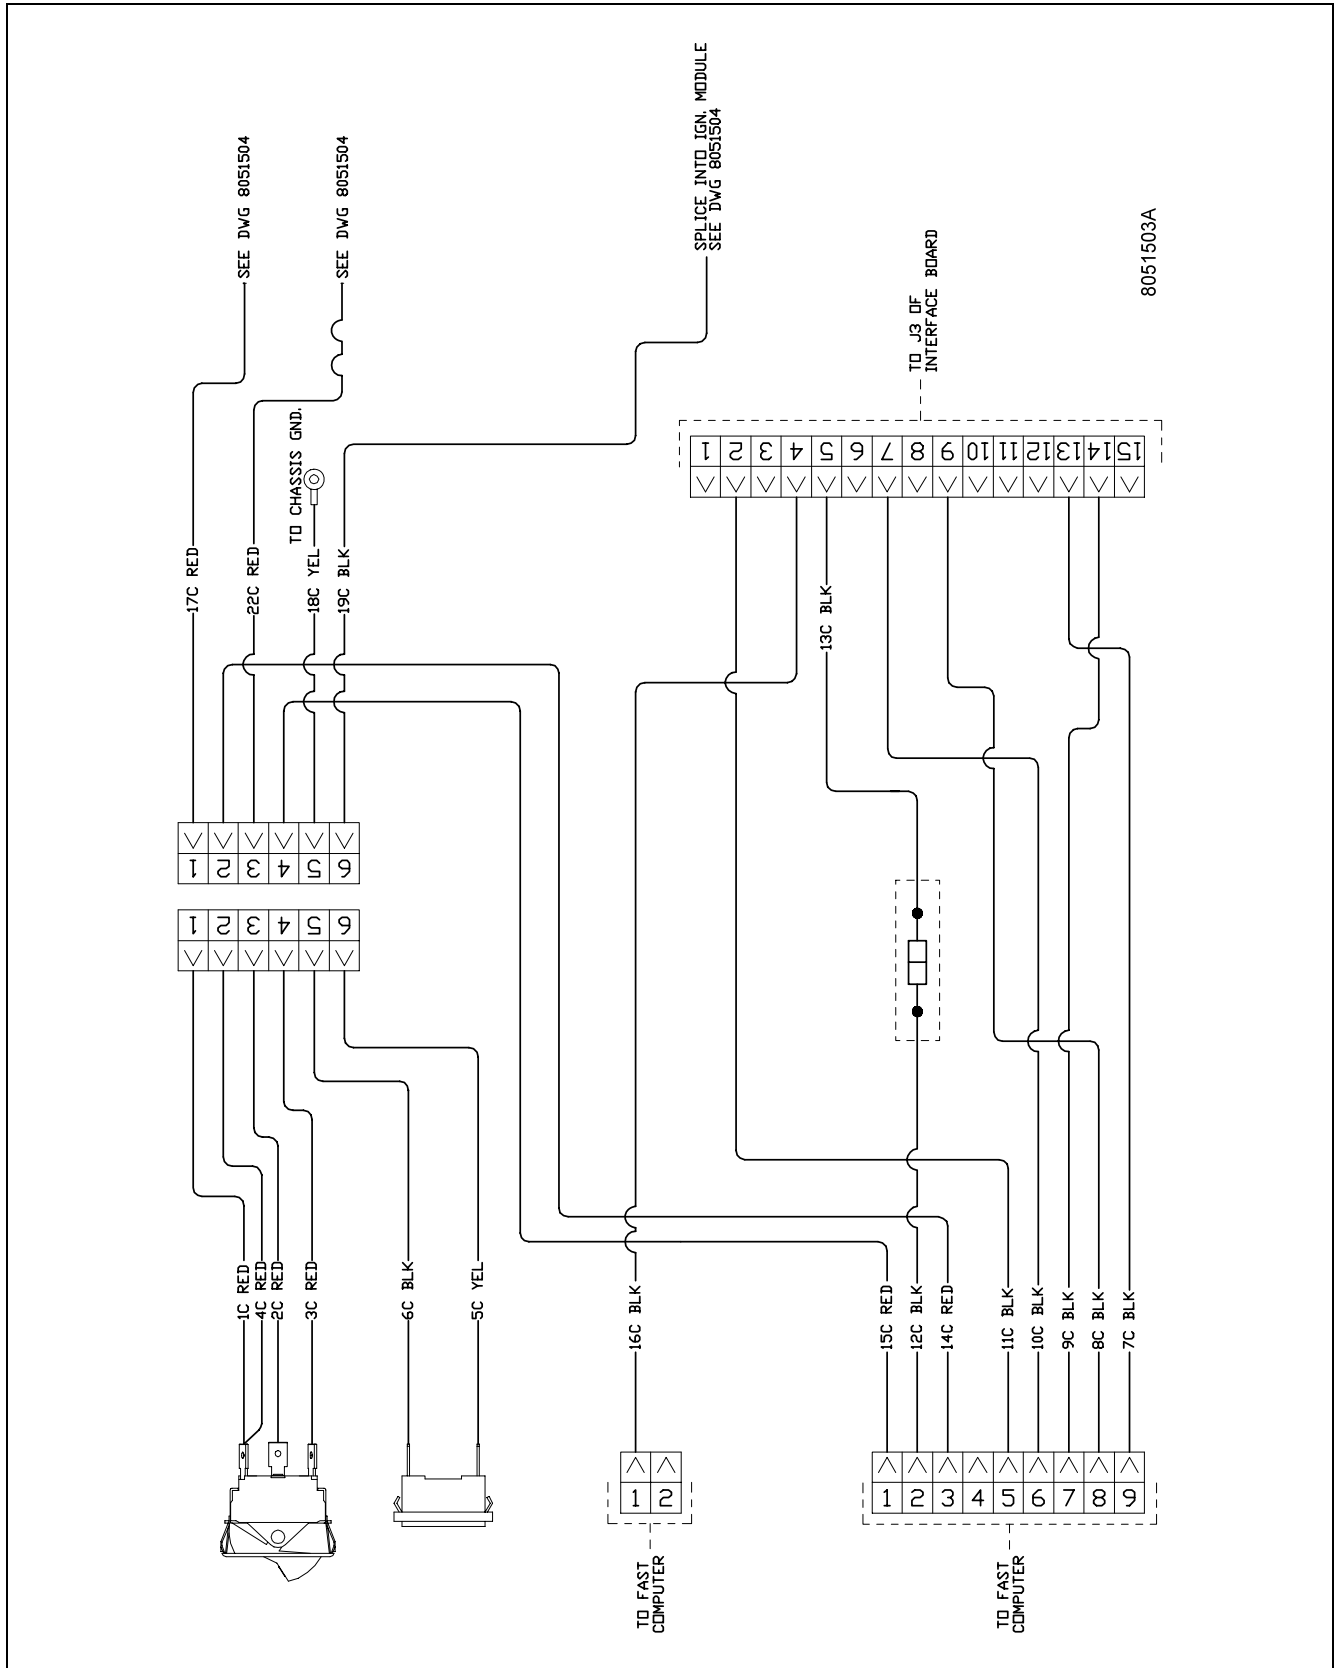 SEE DWG 8051504
SEE DWG 8051504
SPLICE INTO IGN. MODULE
SEE DWG 8051504
8051503A
TO J3 OF
INTERFACE BOARD
TO CHASSIS GND.
1 2 3 4 5 6 7 8 9 10 11 12 13 14 15
17C RED
22C RED
18C YEL
19C BLK
13C BLK
1 2 3 4 5 6
1 2 3 4 5 6
1C RED
4C RED
2C RED
3C RED
6C BLK
5C YEL
16C BLK
15C RED
12C BLK
14C RED
11C BLK
10C BLK
9C BLK
8C BLK
7C BLK
1 2
1 2 3 4 5 6 7 8 9
TO FAST
COMPUTER
TO FAST
COMPUTER